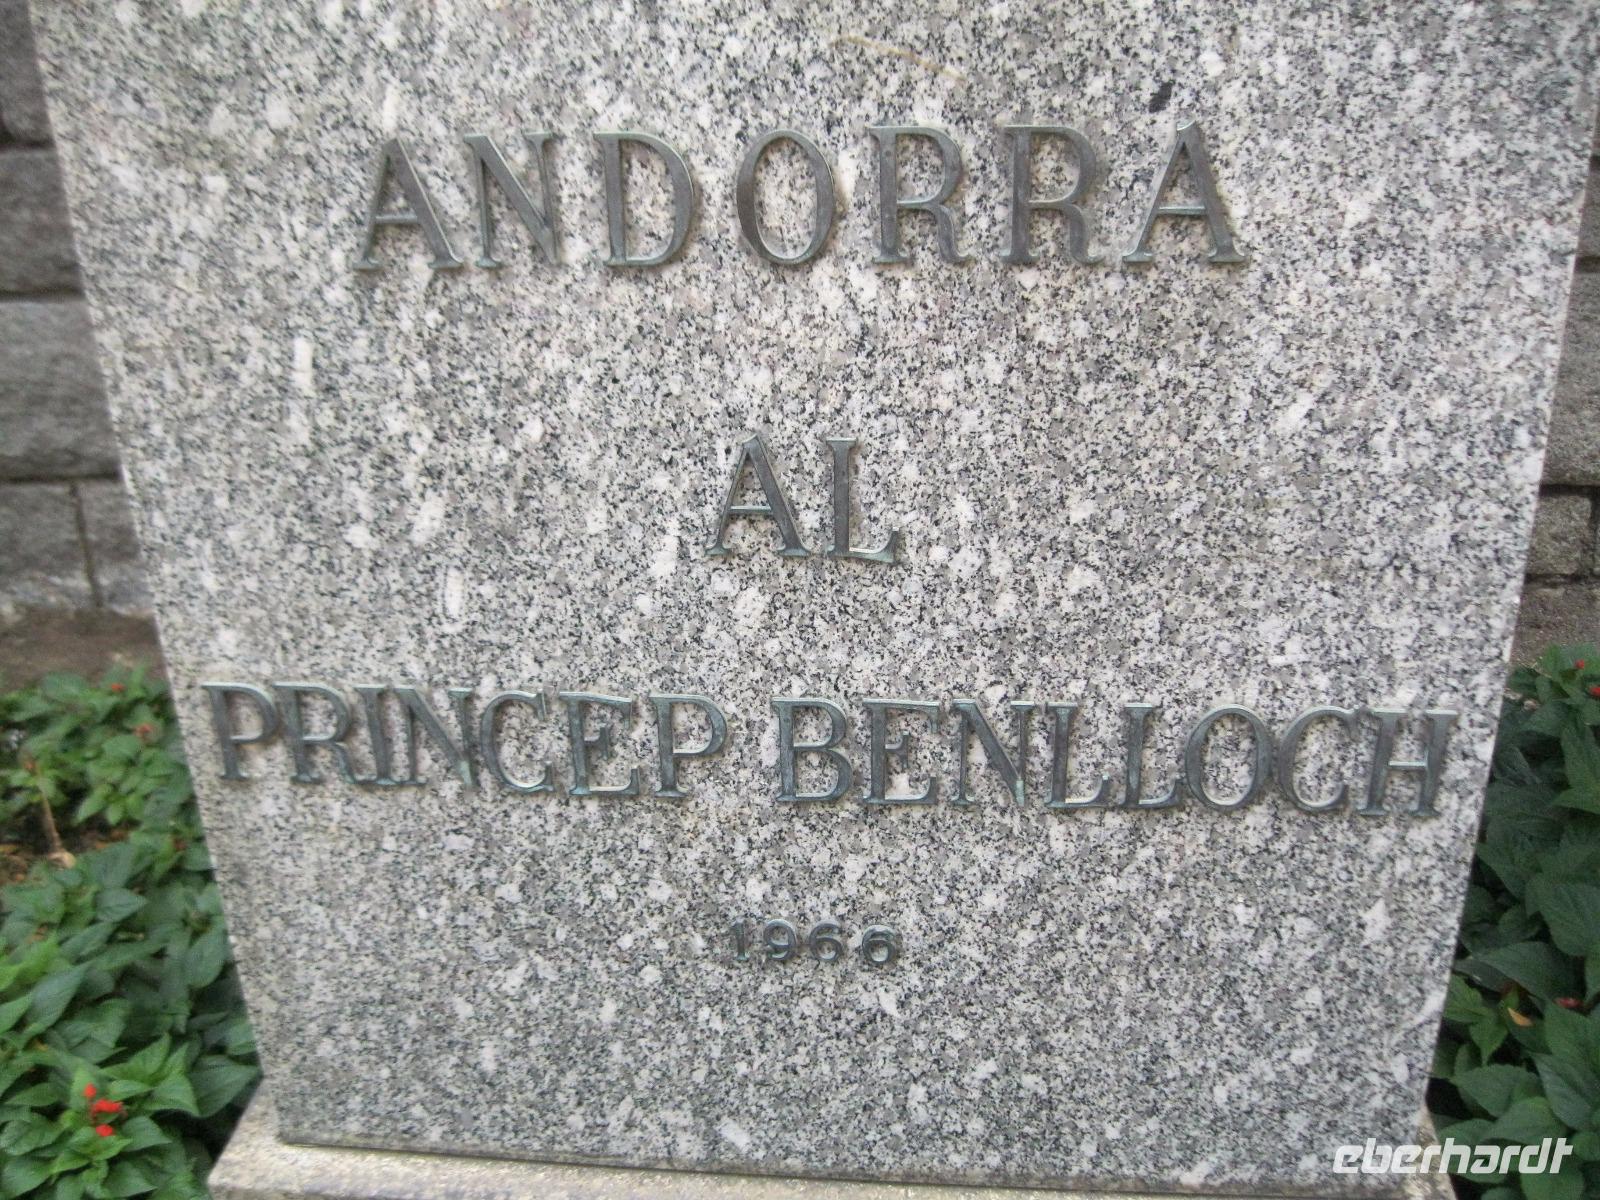 ANDORRA
AL
PRINCEP BENLLOCH
1966
eberhardt